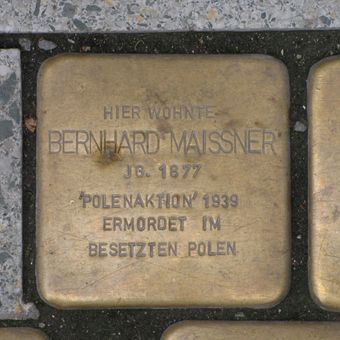 HIER WOHNTE
BERNHARD MAISSNER
JG. 1877
'POLENAKTION' 1939
ERMORDET IM
BESETZTEN POLEN